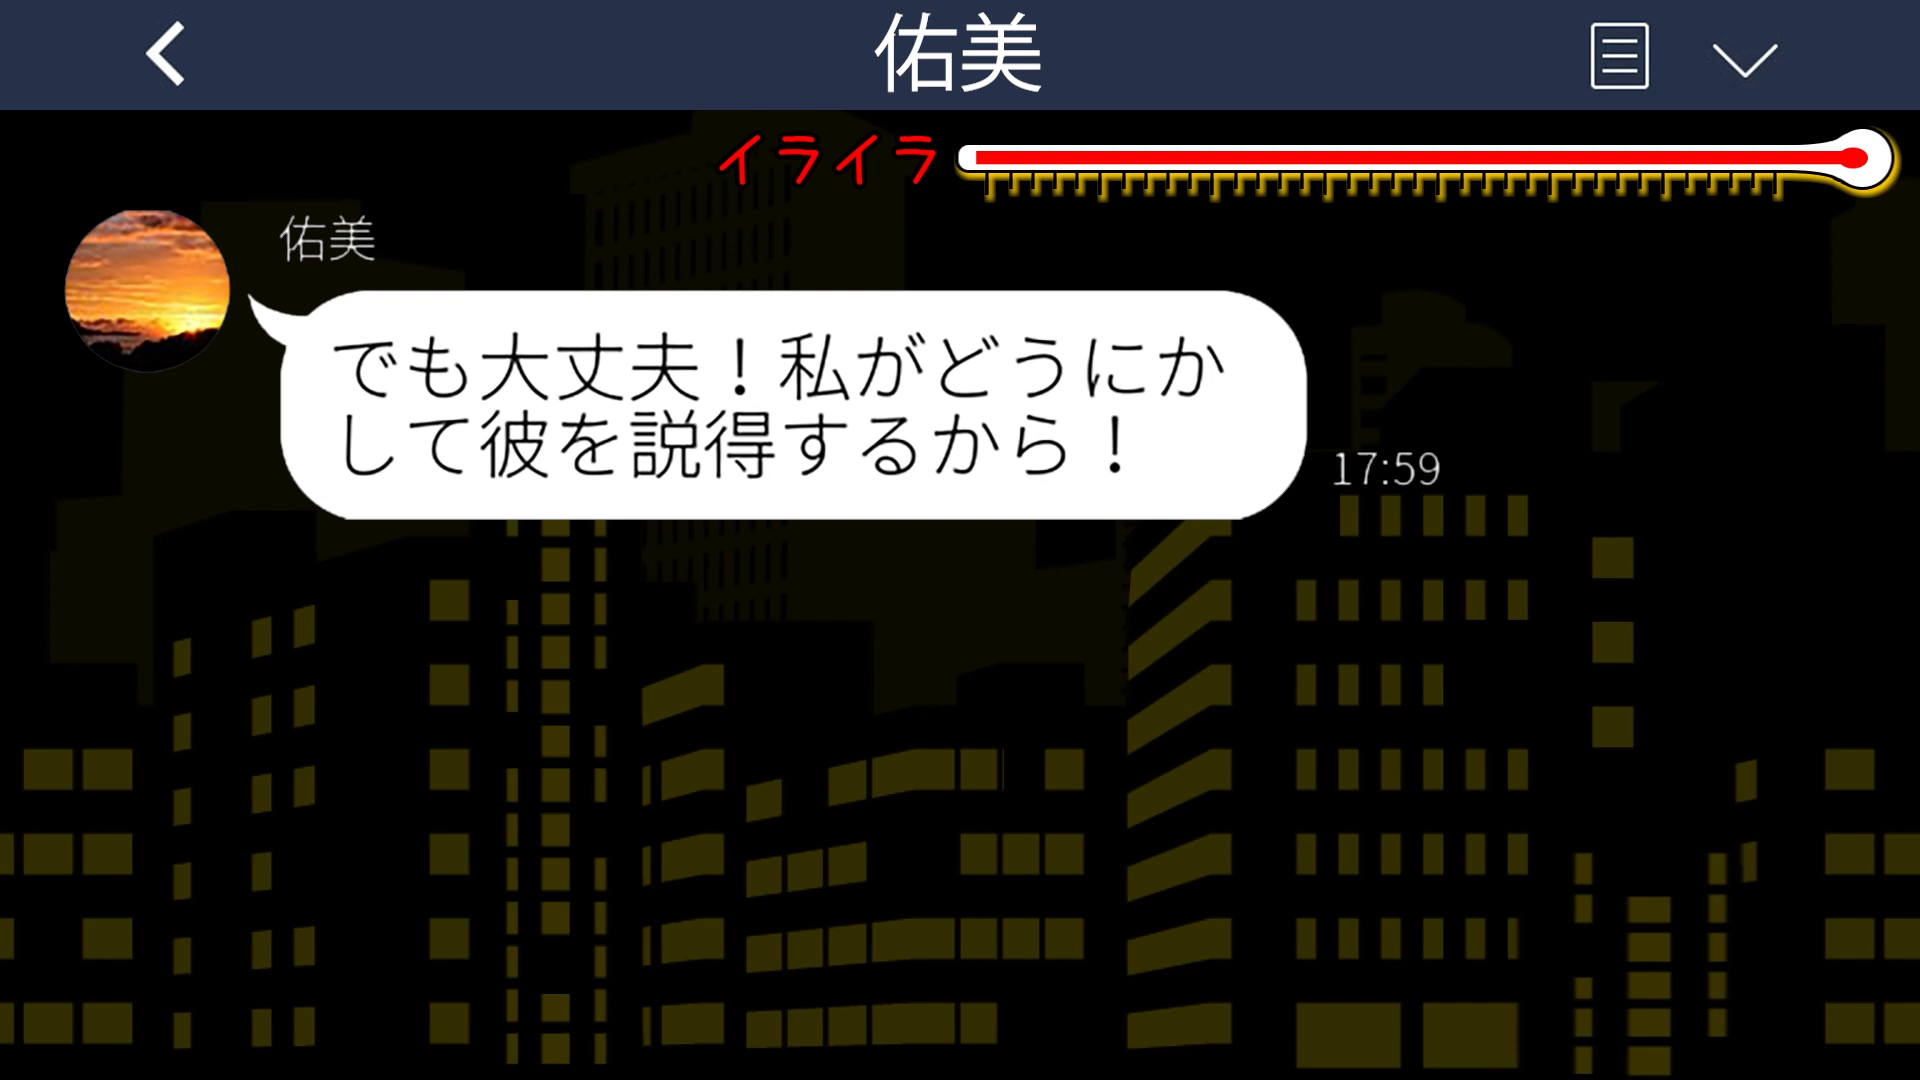 佑美
イライラ
佑美
でも大丈夫！私がどうにか
して彼を説得するから！
17:59